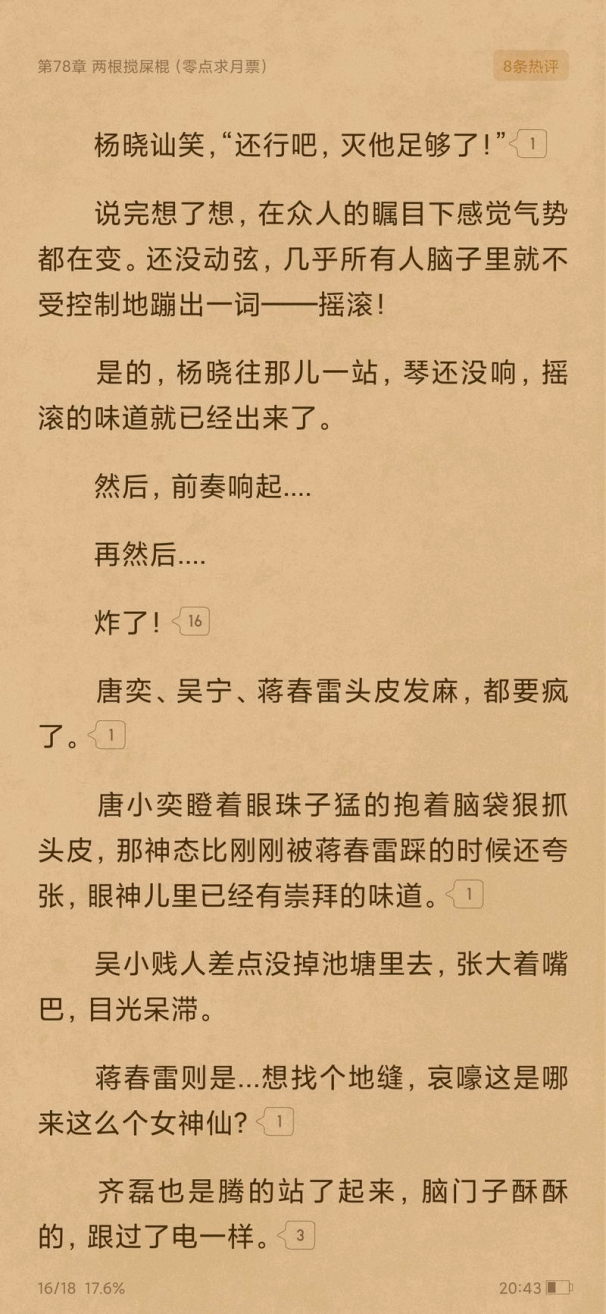 第78章 两根搅屎棍（零点求月票）
8条热评
杨晓讪笑，“还行吧，灭他足够了！” 1
说完想了想，在众人的瞩目下感觉气势
都在变。还没动弦，几乎所有人脑子里就不
受控制地蹦出一词——摇滚！
是的，杨晓往那儿一站，琴还没响，摇
滚的味道就已经出来了。
然后，前奏响起....
再然后....
炸了！ 16
唐奕、吴宁、蒋春雷头皮发麻，都要疯
了。 1
唐小奕瞪着眼珠子猛的抱着脑袋狠抓
头皮，那神态比刚刚被蒋春雷踩的时候还夸
张，眼神儿里已经有崇拜的味道。 1
吴小贱人差点没掉池塘里去，张大着嘴
巴，目光呆滞。
蒋春雷则是...想找个地缝，哀嚎这是哪
来这么个女神仙？ 1
齐磊也是腾的站了起来，脑门子酥酥
的，跟过了电一样。 3
16/18 17.6%
20:43